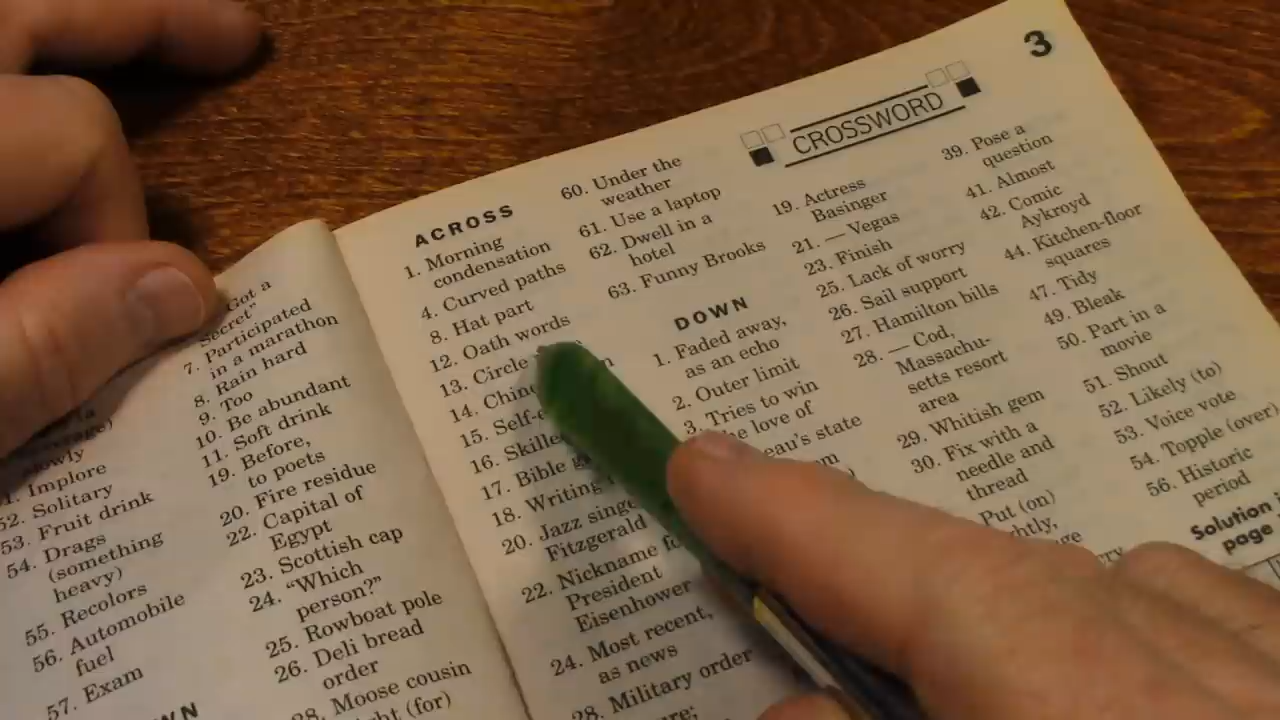 Got a
Secret"
7. Participated
in a marathon
8. Rain hard
9. Too
10. Be abundant
11. Soft drink
19. Before,
to poets
20. Fire residue
22. Capital of
Egypt
23. Scottish cap
24. "Which
person?"
25. Rowboat pole
26. Deli bread
order
28. Moose cousin
(for)
slowly
Implore
52. Solitary
53. Fruit drink
54. Drags
(something
heavy)
55. Recolors
56. Automobile
fuel
57. Exam
3
CROSSWORD
ACROSS
1. Morning
condensation
4. Curved paths
8. Hat part
12. Oath words
13. Circle
14.
15.
16. Skilled
17. Bible
18. Writing
20. Jazz
Fitzgerald
22. Nickname
President
Eisenhower
24. Most recent,
as news
28. Military order
60. Under the
weather
61. Use a laptop
62. Dwell in a
hotel
63. Funny Brooks
DOWN
1. Faded away,
as an echo
2. Outer limit
3. Tries to win
love of
state
19. Actress
Basinger
21. — Vegas
23. Finish
25. Lack of worry
26. Sail support
27. Hamilton bills
28. — Cod,
Massachu-
setts resort
area
29. Whitish gem
30. Fix with a
needle and
thread
Put (on)
39. Pose a
question
41. Almost
42. Comic
Aykroyd
44. Kitchen-floor
squares
47. Tidy
49. Bleak
50. Part in a
movie
51. Shout
52. Likely (to)
53. Voice vote
54. Topple (over)
56. Historic
period
Solution
page